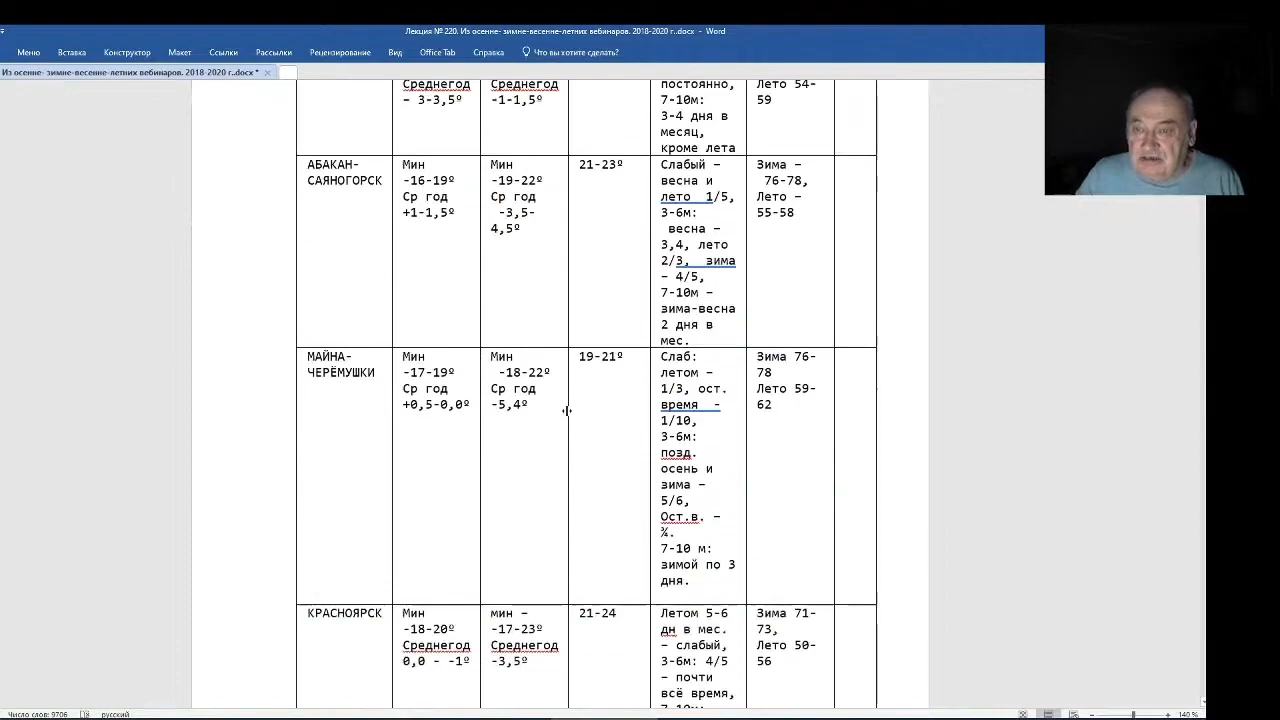 Лекция № 220. Из осенне- зимне-весенне-летних вебинаров. 2018-2020 г..docx - Word
Меню Вставка Конструктор Макет Ссылки Рассылки Рецензирование Вид Office Tab Справка Что вы хотите сделать?
Из осенне- зимне-весенне-летних вебинаров. 2018-2020 г..docx * ×
Среднегод
– 3-3,5º
Среднегод
-1-1,5º
постоянно,
7-10м:
3-4 дня в
месяц,
кроме лета
Лето 54-
59
АБАКАН-
САЯНОГОРСК
Мин
-16-19º
Ср год
+1-1,5º
Мин
-19-22º
Ср год
-3,5-
4,5º
21-23º
Слабый –
весна и
лето 1/5,
3-6м:
весна –
3,4, лето
2/3, зима
– 4/5,
7-10м –
зима-весна
2 дня в
мес.
Зима –
76-78,
Лето –
55-58
МАЙНА-
ЧЕРЁМУШКИ
Мин
-17-19º
Ср год
+0,5-0,0º
Мин
-18-22º
Ср год
-5,4º
19-21º
Слаб:
летом –
1/3, ост.
время -
1/10,
3-6м:
позд.
осень и
зима –
5/6,
Ост.в. –
¾.
7-10 м:
зимой по 3
дня.
Зима 76-
78
Лето 59-
62
КРАСНОЯРСК
Мин
-18-20º
Среднегод
0,0 - -1º
мин –
-17-23º
Среднегод
-3,5º
21-24
Летом 5-6
дн в мес.
– слабый,
3-6м: 4/5
– почти
всё время,
7-10м:
Зима 71-
73,
Лето 50-
56
Число слов: 9706 русский 140 %